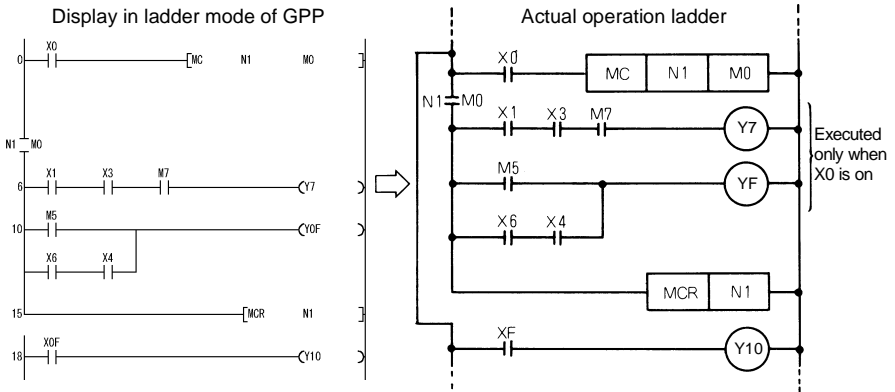 Display in ladder mode of GPP
X0
0
MC N1 M0
N1 M0
X1 X3 M7
6
Y7
M5
10
Y0F
X6 X4
15
MCR N1
X0F
18
Y10
Actual operation ladder
X0
MC N1 M0
N1 M0
X1 X3 M7
Y7
M5
YF
X6 X4
MCR N1
XF
Y10
Executed
only when
X0 is on